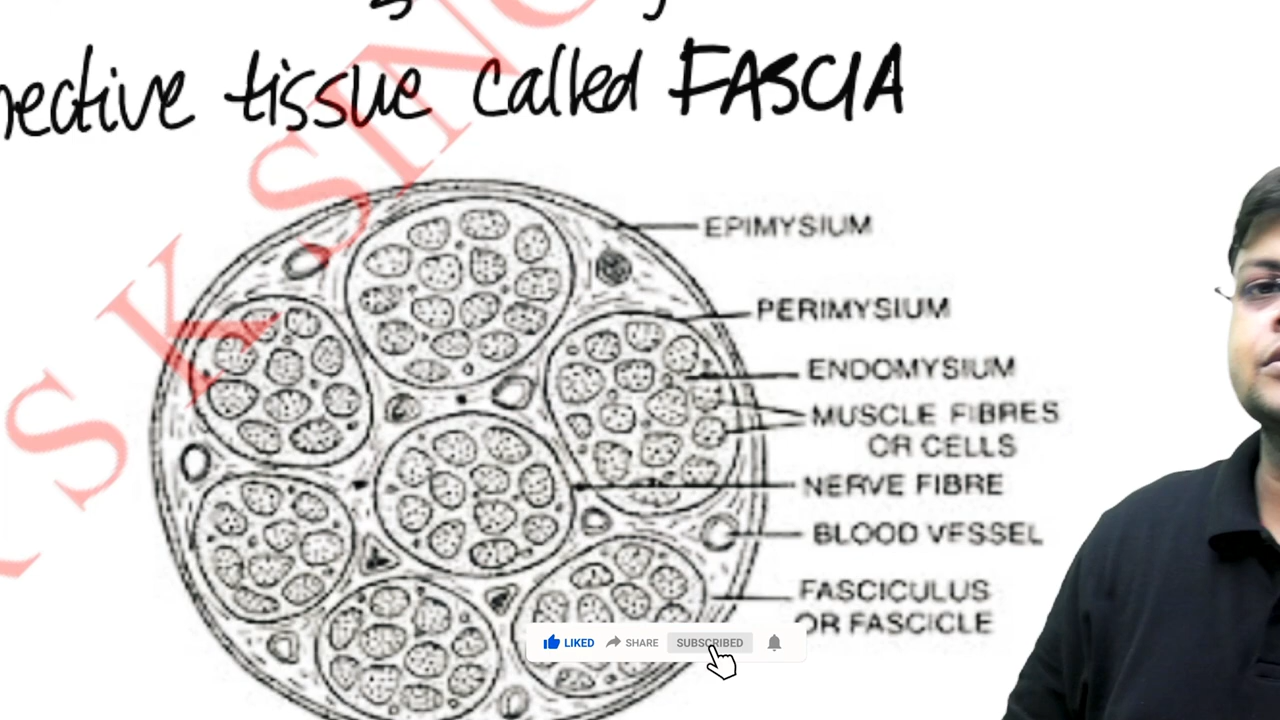 nective tissue called FASCIA
S K SING
EPIMYSIUM
PERIMYSIUM
ENDOMYSIUM
MUSCLE FIBRES
OR CELLS
NERVE FIBRE
BLOOD VESSEL
FASCICULUS
OR FASCICLE
LIKED SHARE SUBSCRIBED